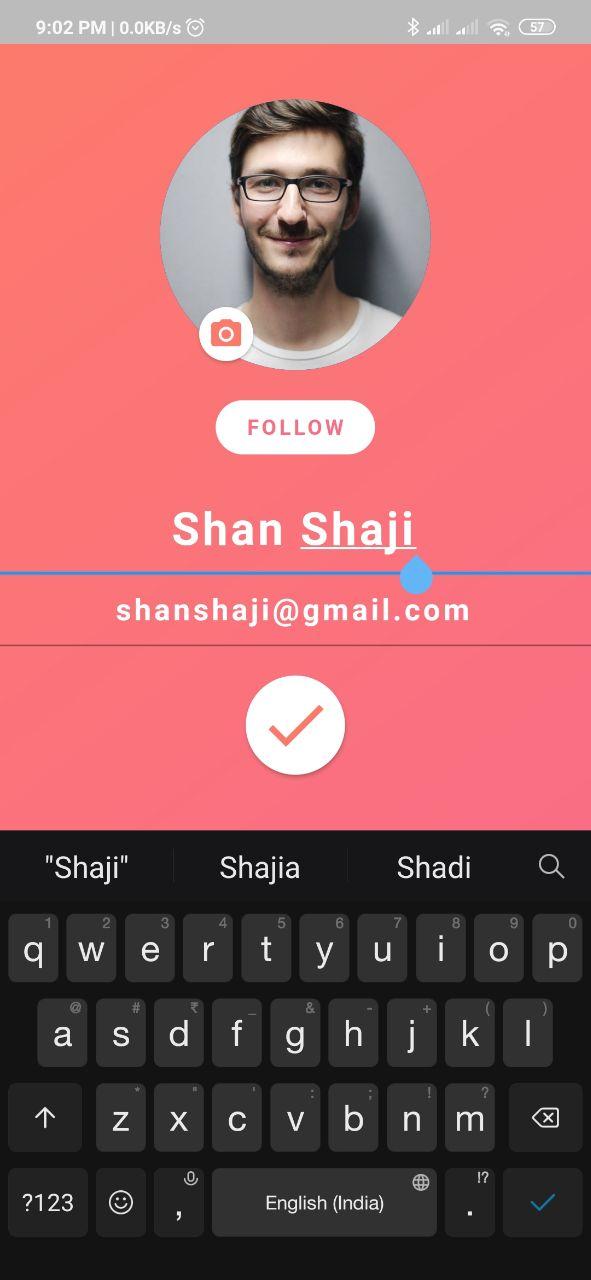 9:02 PM | 0.0KB/s 57
FOLLOW
Shan Shaji
shanshaji@gmail.com
"Shaji" Shajia Shadi
1 2 3 4 5 6 7 8 9 0
q w e r t y u i o p
@ # ₹ _ & - + ( )
a s d f g h j k l
* " ' : ; ! ?
z x c v b n m
!?
?123 , English (India) .